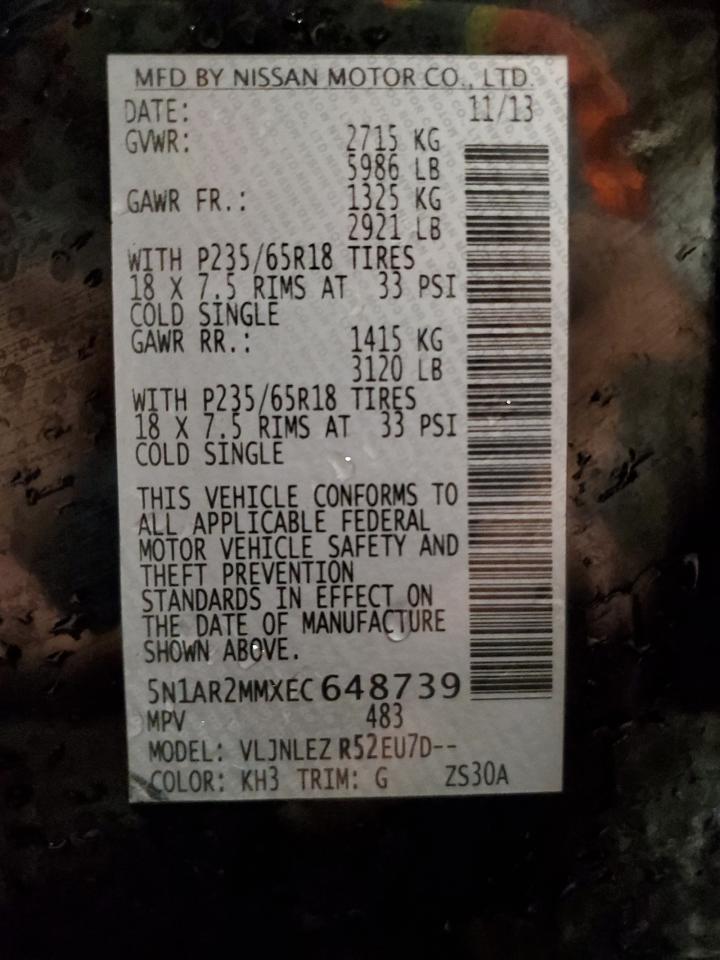 MFD BY NISSAN MOTOR CO., LTD.
DATE: 11/13
GVWR: 2715 KG
5986 LB
GAWR FR.: 1325 KG
2921 LB
WITH P235/65R18 TIRES
18 X 7.5 RIMS AT 33 PSI
COLD SINGLE
GAWR RR.: 1415 KG
3120 LB
WITH P235/65R18 TIRES
18 X 7.5 RIMS AT 33 PSI
COLD SINGLE
THIS VEHICLE CONFORMS TO
ALL APPLICABLE FEDERAL
MOTOR VEHICLE SAFETY AND
THEFT PREVENTION
STANDARDS IN EFFECT ON
THE DATE OF MANUFACTURE
SHOWN ABOVE.
5N1AR2MMXEC648739
MPV 483
MODEL: VLJNLEZ R52EU7D--
COLOR: KH3 TRIM: G ZS30A